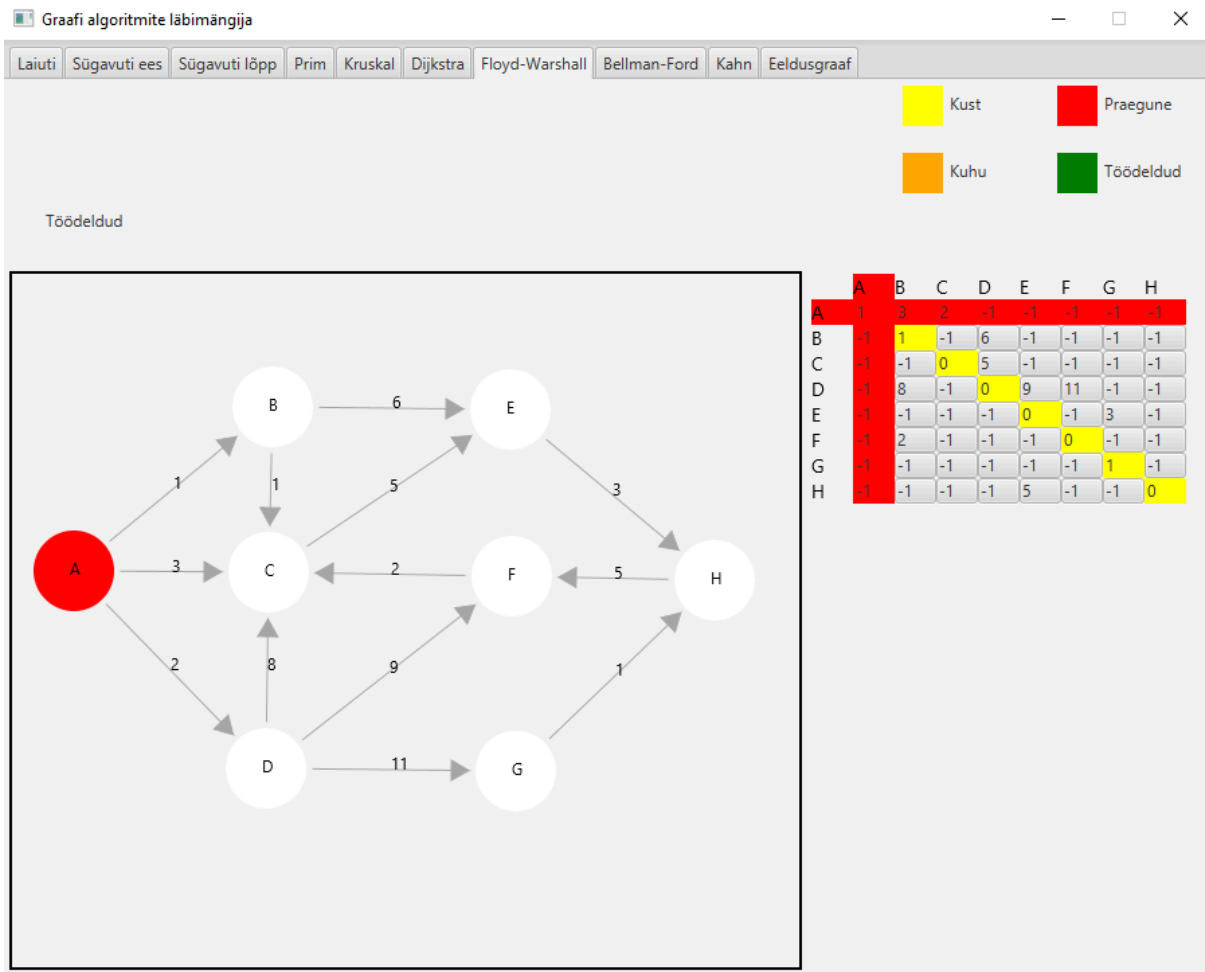 Graafi algoritmite läbimängija
Laiuti Sügavuti ees Sügavuti lõpp Prim Kruskal Dijkstra Floyd-Warshall Bellman-Ford Kahn Eeldusgraaf
Kust Praegune
Kuhu Töödeldud
Töödeldud
A B C D E F G H
A 1 3 2 -1 -1 -1 -1 -1
B -1 1 -1 6 -1 -1 -1 -1
C -1 -1 0 5 -1 -1 -1 -1
D -1 8 -1 0 9 11 -1 -1
E -1 -1 -1 -1 0 -1 3 -1
F -1 2 -1 -1 -1 0 -1 -1
G -1 -1 -1 -1 -1 -1 1 -1
H -1 -1 -1 -1 5 -1 -1 0
B 6 E
1 1 5 3
A 3 C 2 F 5 H
2 8 9 1
D 11 G